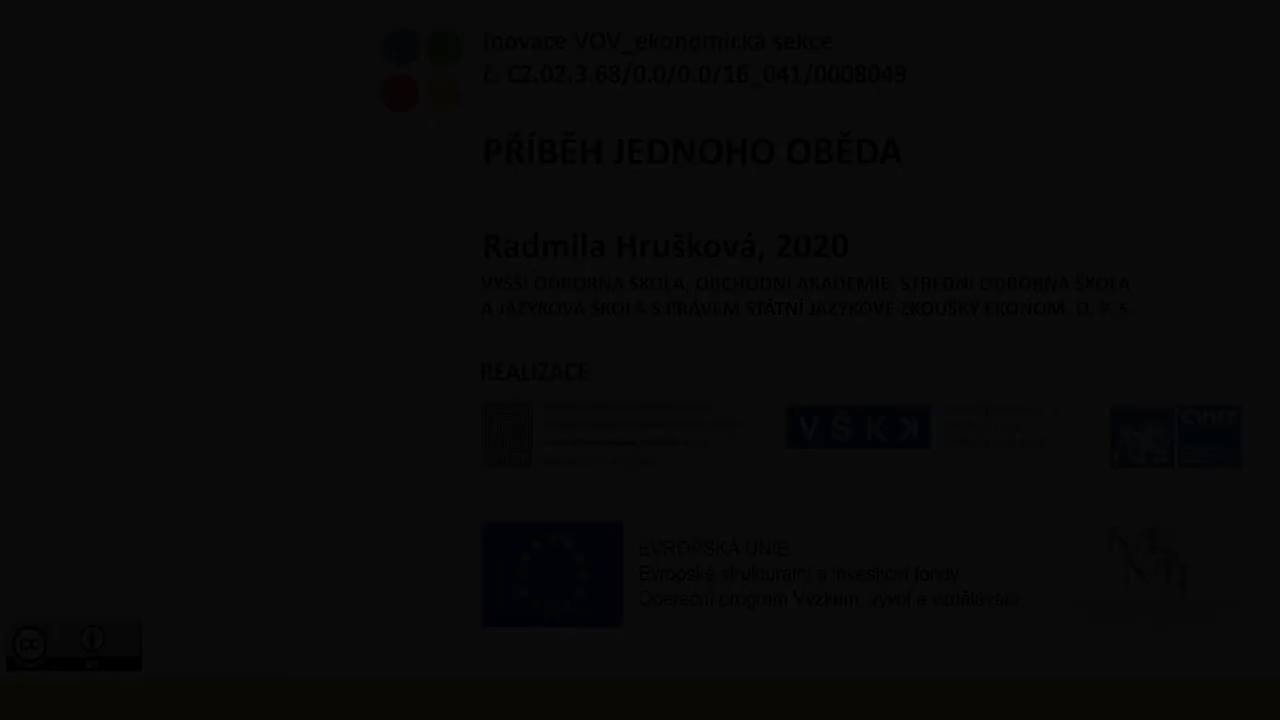 Inovace VOV_ekonomická sekce
č. CZ.02.3.68/0.0/0.0/16_041/0008049
PŘÍBĚH JEDNOHO OBĚDA
Radmila Hrušková, 2020
VYŠŠÍ ODBORNÁ ŠKOLA, OBCHODNÍ AKADEMIE, STŘEDNÍ ODBORNÁ ŠKOLA
A JAZYKOVÁ ŠKOLA S PRÁVEM STÁTNÍ JAZYKOVÉ ZKOUŠKY EKONOM, O. P. S.
REALIZACE
VŠKK
EVROPSKÁ UNIE
Evropské strukturální a investiční fondy
Operační program Výzkum, vývoj a vzdělávání
cc